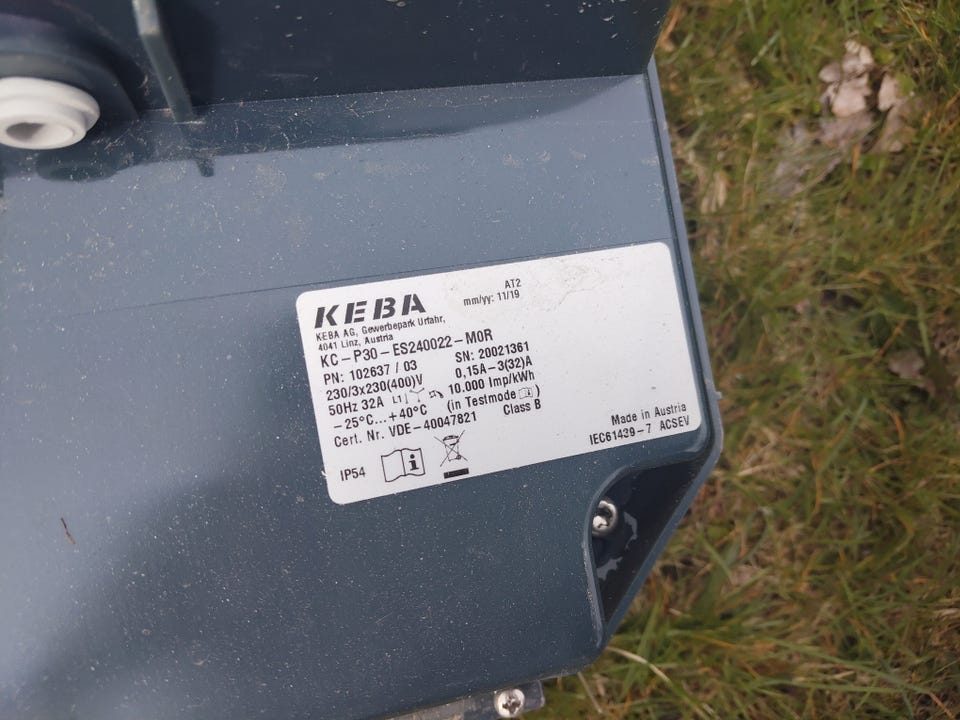 KEBA
AT2
mm/yy: 11/19
KEBA AG, Gewerbepark Urfahr,
4041 Linz, Austria
KC-P30-ES240022-M0R
PN: 102637 / 03
SN: 20021361
230/3x230(400)V
0,15A-3(32)A
50Hz 32A L1
10.000 Imp/kWh
-25°C...+40°C
(in Testmode i)
Cert. Nr. VDE-40047821
Class B
IP54
i
Made in Austria
IEC61439-7 ACSEV